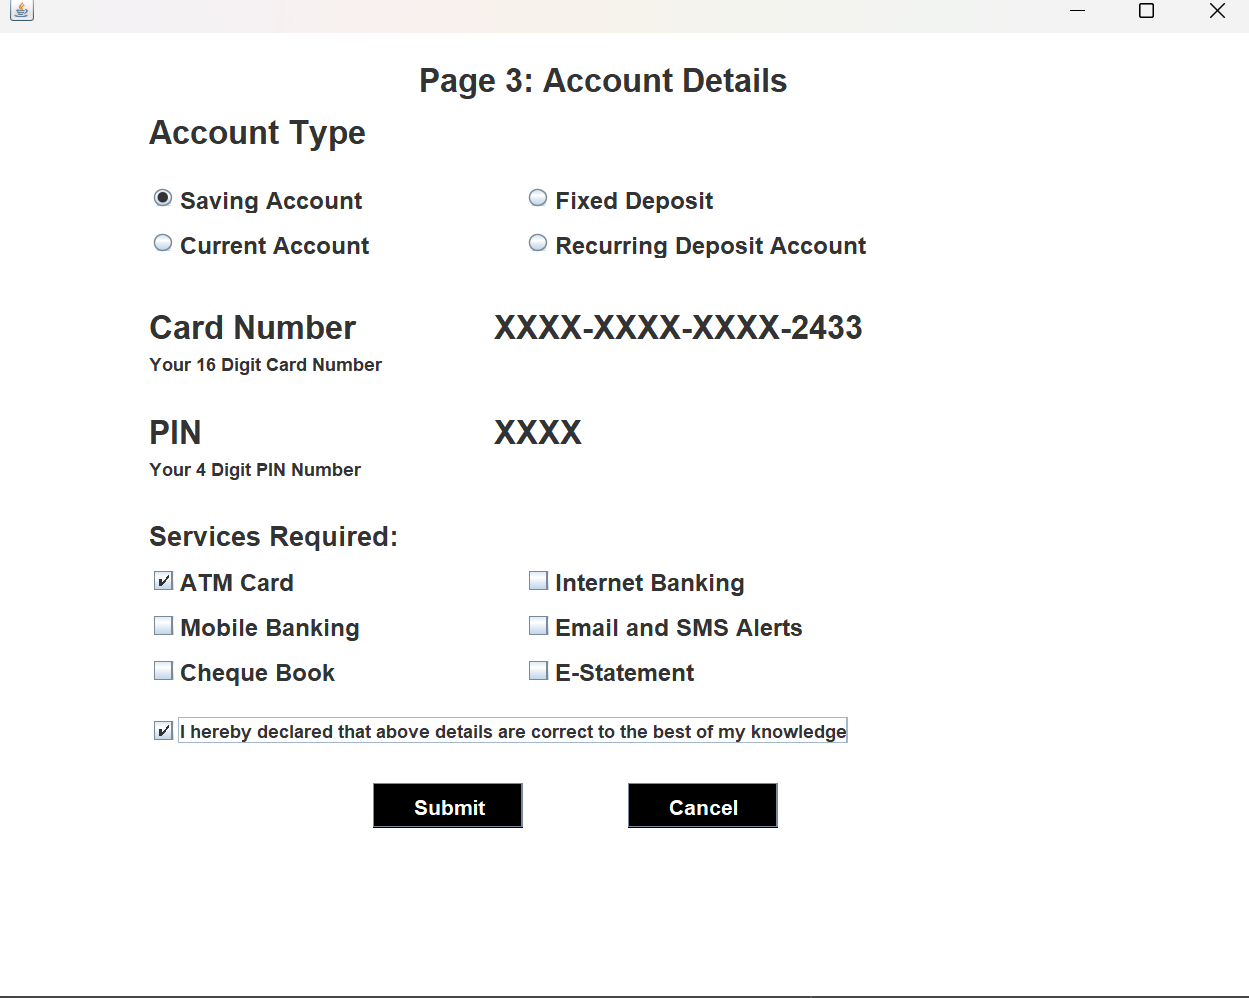 Page 3: Account Details
Account Type
Saving Account Fixed Deposit
Current Account Recurring Deposit Account
Card Number XXXX-XXXX-XXXX-2433
Your 16 Digit Card Number
PIN XXXX
Your 4 Digit PIN Number
Services Required:
ATM Card Internet Banking
Mobile Banking Email and SMS Alerts
Cheque Book E-Statement
I hereby declared that above details are correct to the best of my knowledge
Submit Cancel